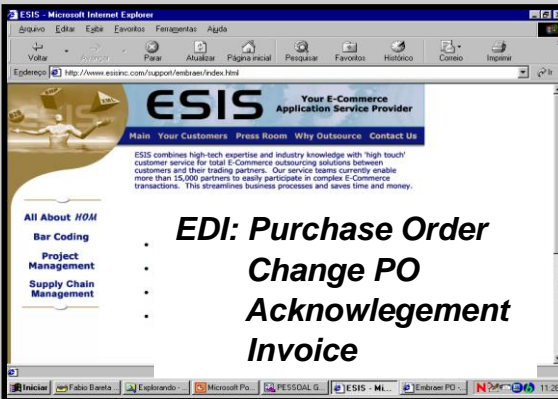 ESIS - Microsoft Internet Explorer
Arquivo Editar Exibir Favoritos Ferramentas Ajuda
Voltar Avançar Parar Atualizar Página inicial Pesquisar Favoritos Histórico Correio Imprimir
Endereço http://www.esisinc.com/support/embraer/index.html Ir
XML
ESIS
Your E-Commerce
Application Service Provider
Main Your Customers Press Room Why Outsource Contact Us
ESIS combines high-tech expertise and industry knowledge with 'high touch'
customer service for total E-Commerce outsourcing solutions between
customers and their trading partners. Our service teams currently enable
more than 15,000 partners to easily participate in complex E-Commerce
transactions. This streamlines business processes and saves time and money.
All About HOM
Bar Coding
Project
Management
Supply Chain
Management
EDI: Purchase Order
Change PO
Acknowlegement
Invoice
Iniciar Fabio Bareta ... Explorando - ... Microsoft Po... PESSOAL G... ESIS - Mi... Embraer PO -... 11:28